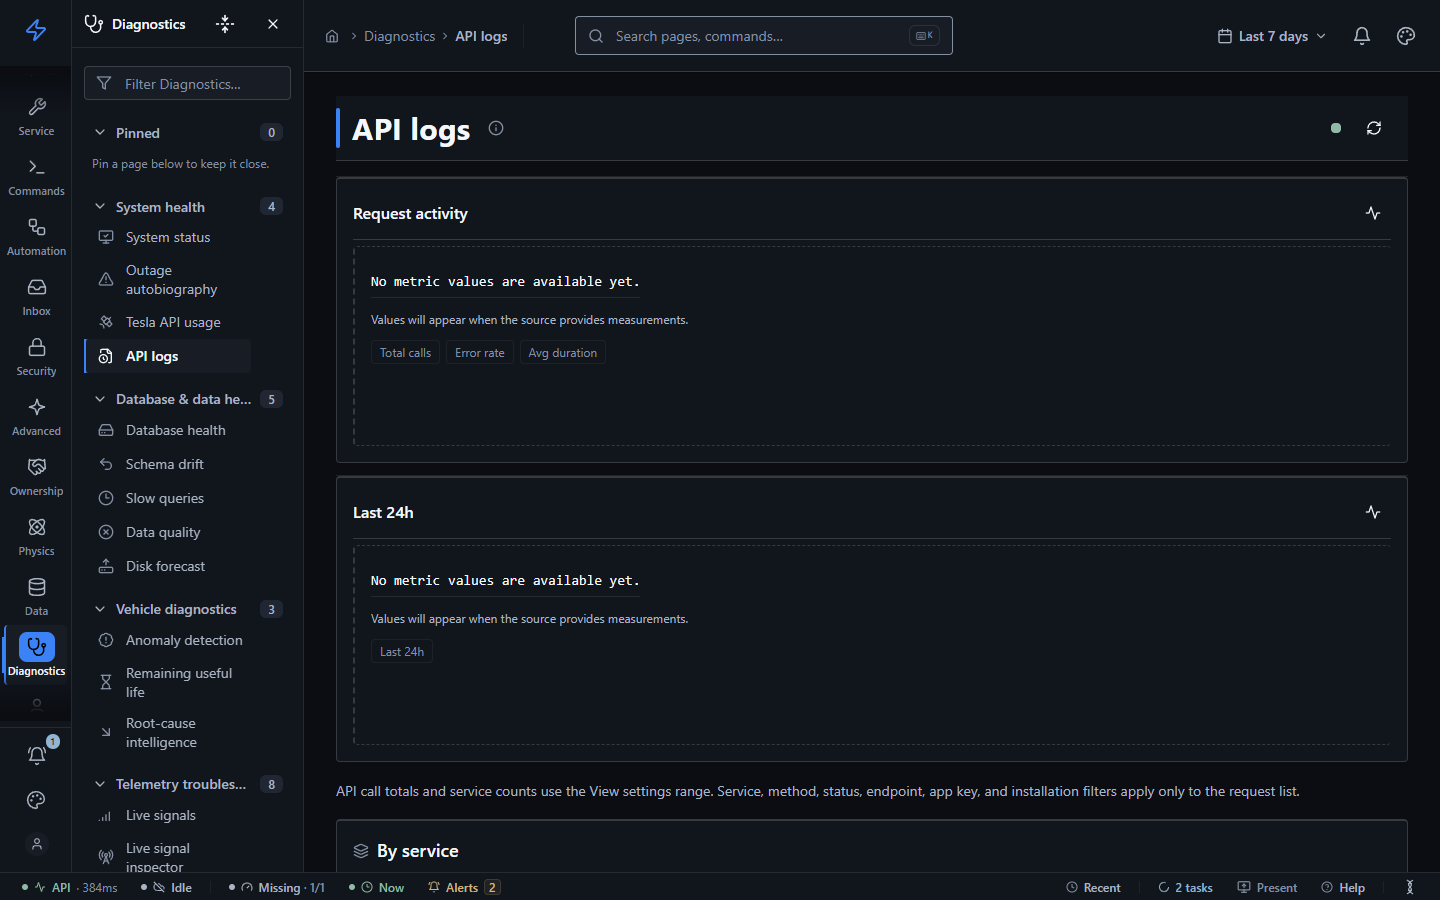 Diagnostics
Diagnostics
API logs
Search pages, commands...
K
Last 7 days
Service
Commands
Automation
Inbox
Security
Advanced
Ownership
Physics
Data
Diagnostics
1
Filter Diagnostics...
Pinned
0
Pin a page below to keep it close.
System health
4
System status
Outage
autobiography
Tesla API usage
API logs
Database & data he...
5
Database health
Schema drift
Slow queries
Data quality
Disk forecast
Vehicle diagnostics
3
Anomaly detection
Remaining useful
life
Root-cause
intelligence
Telemetry troubles...
8
Live signals
Live signal
inspector
API logs
Request activity
No metric values are available yet.
Values will appear when the source provides measurements.
Total calls
Error rate
Avg duration
Last 24h
No metric values are available yet.
Values will appear when the source provides measurements.
Last 24h
API call totals and service counts use the View settings range. Service, method, status, endpoint, app key, and installation filters apply only to the request list.
By service
API · 384ms
Idle
Missing · 1/1
Now
Alerts 2
Recent
2 tasks
Present
Help